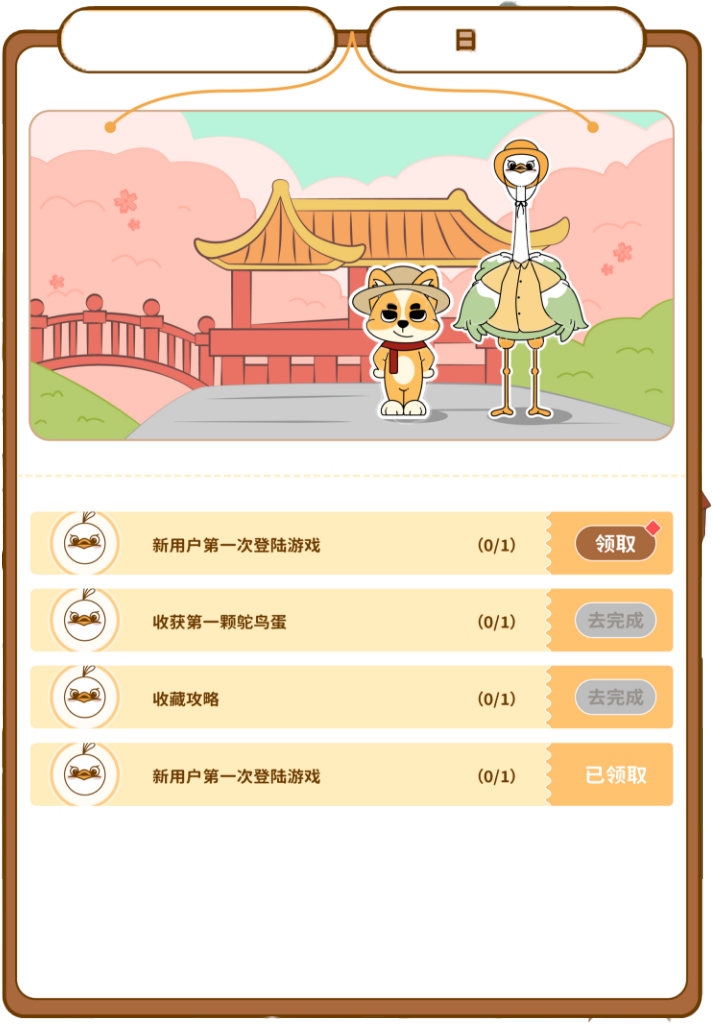 日
新用户第一次登陆游戏 (0/1) 领取
收获第一颗鸵鸟蛋 (0/1) 去完成
收藏攻略 (0/1) 去完成
新用户第一次登陆游戏 (0/1) 已领取